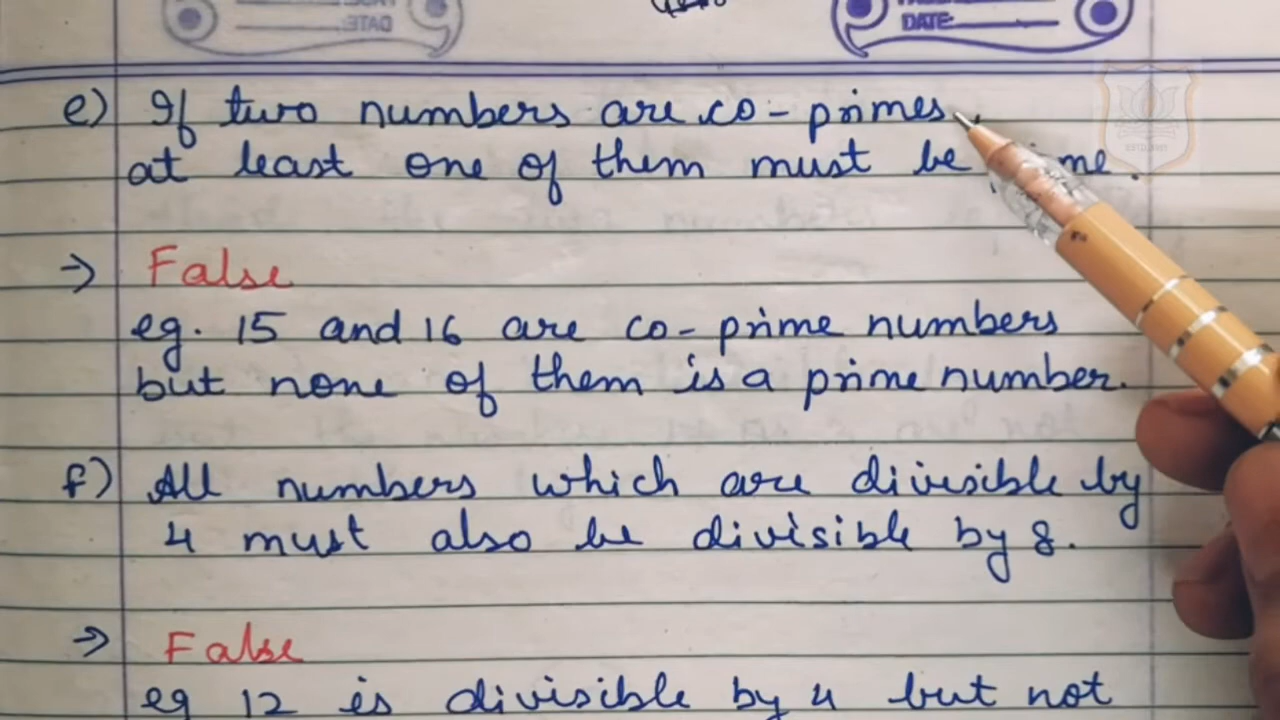 DATE
e) If two numbers are co-primes,
at least one of them must be
→ False
eg. 15 and 16 are co-prime numbers
but none of them is a prime number.
f) All numbers which are divisible by
4 must also be divisible by 8.
→ False
eg 12 is divisible by 4 but not